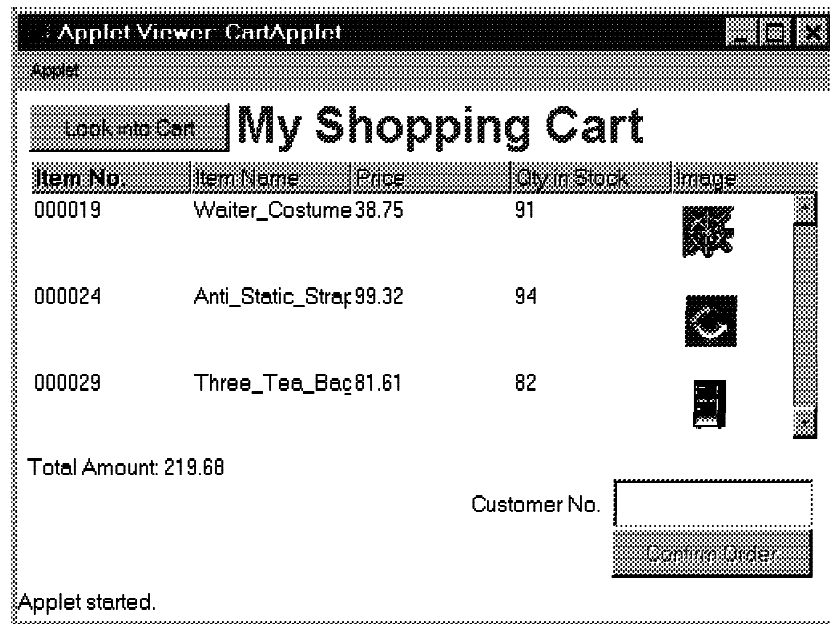 Applet Viewer: CartApplet
Applet
Look into Cart My Shopping Cart
Item No. Item Name Price Qty in Stock Image
000019 Waiter_Costume 38.75 91
000024 Anti_Static_Strap 99.32 94
000029 Three_Tea_Bag 81.61 82
Total Amount: 219.68
Customer No.
Confirm Order
Applet started.